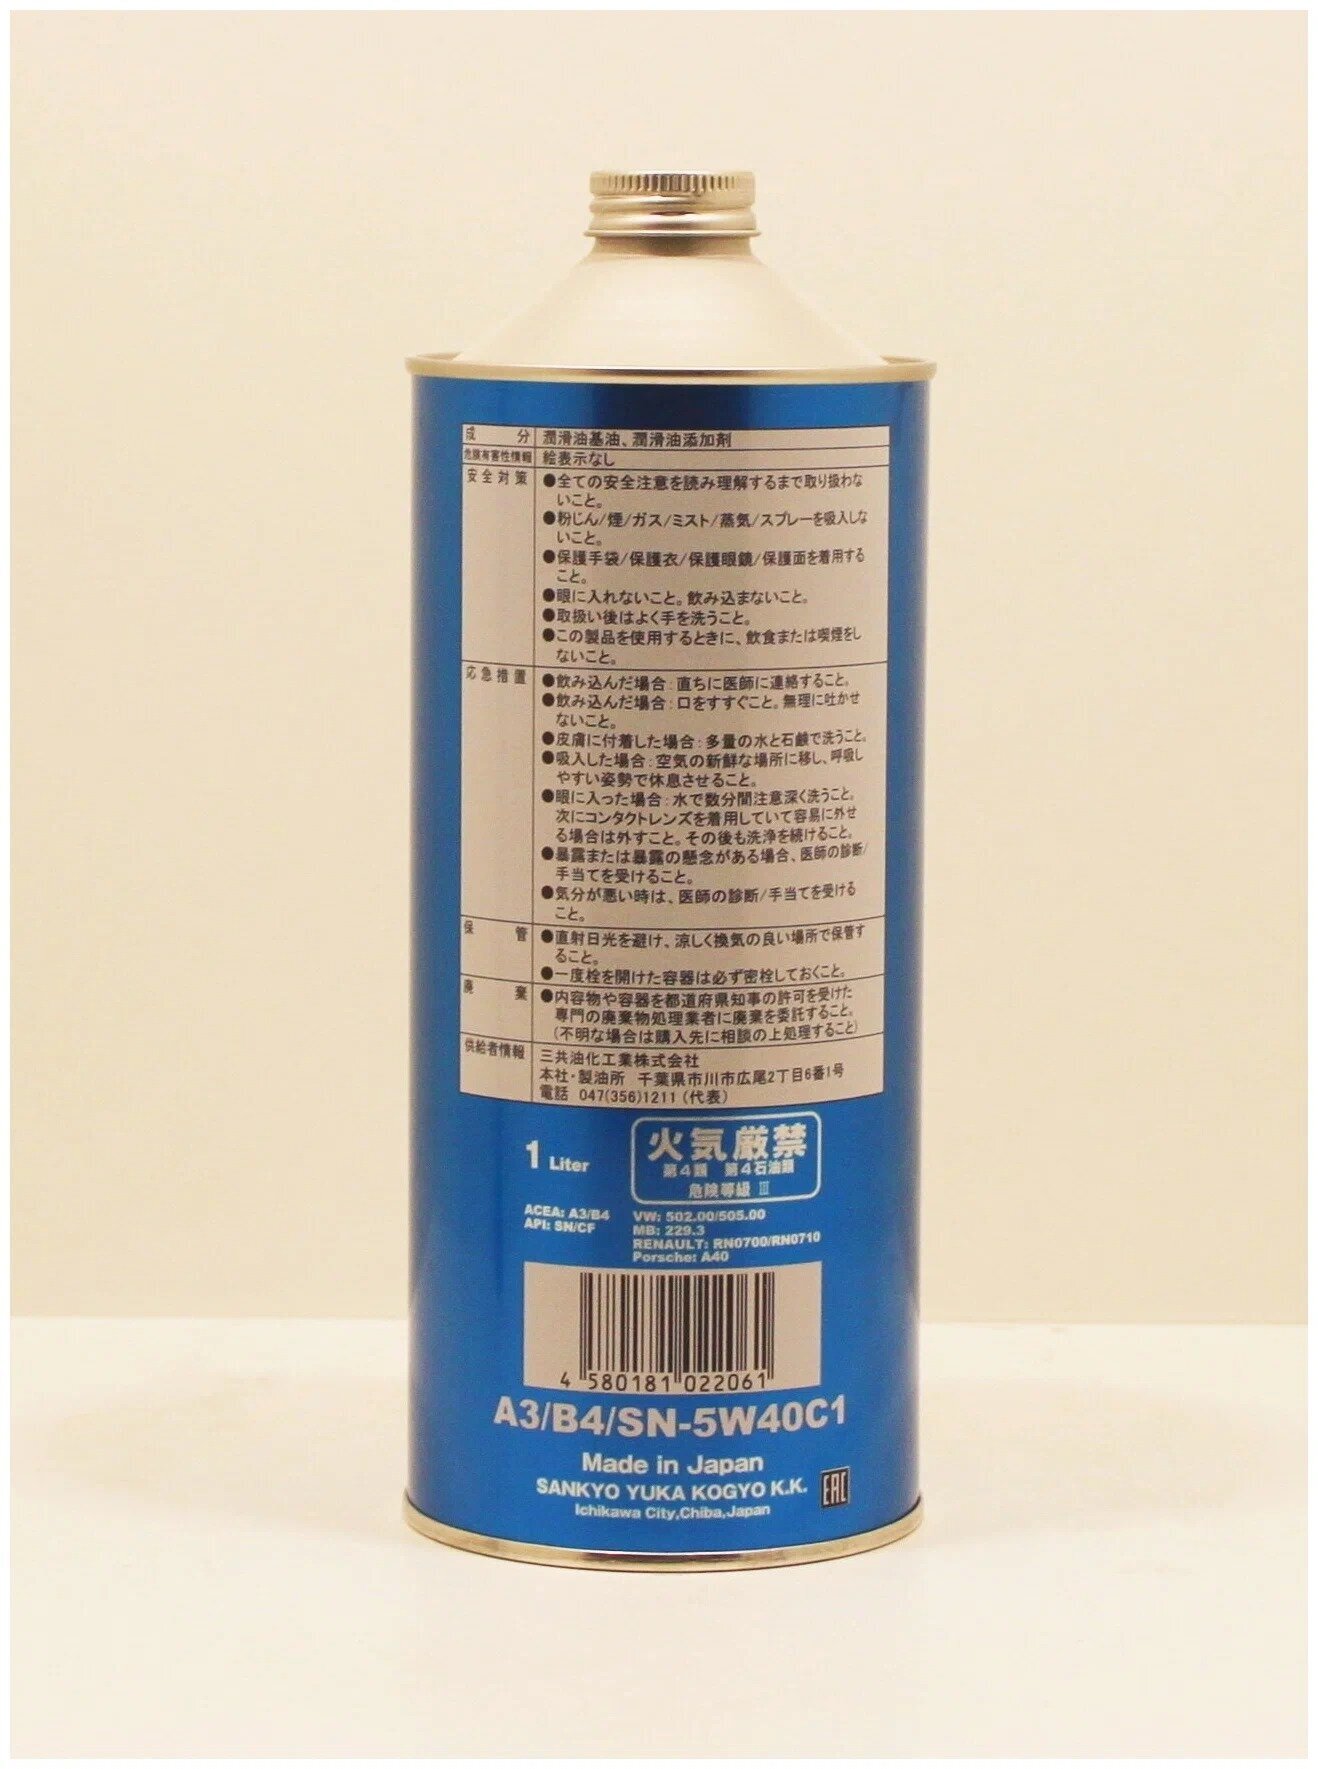 成 分 潤滑油基油、潤滑油添加剤
危険有害性情報 絵表示なし
安全対策 ●全ての安全注意を読み理解するまで取り扱わな
いこと。
●粉じん/煙/ガス/ミスト/蒸気/スプレーを吸入しな
いこと。
●保護手袋/保護衣/保護眼鏡/保護面を着用する
こと。
●眼に入れないこと。飲み込まないこと。
●取扱い後はよく手を洗うこと。
●この製品を使用するときに、飲食または喫煙をし
ないこと。
応急措置 ●飲み込んだ場合：直ちに医師に連絡すること。
●飲み込んだ場合：口をすすぐこと。無理に吐かせ
ないこと。
●皮膚に付着した場合：多量の水と石鹸で洗うこと。
●吸入した場合：空気の新鮮な場所に移し、呼吸し
やすい姿勢で休息させること。
●眼に入った場合：水で数分間注意深く洗うこと。
次にコンタクトレンズを着用していて容易に外せ
る場合は外すこと。その後も洗浄を続けること。
●暴露または暴露の懸念がある場合、医師の診断/
手当てを受けること。
●気分が悪い時は、医師の診断/手当てを受ける
こと。
保 管 ●直射日光を避け、涼しく換気の良い場所で保管す
ること。
●一度栓を開けた容器は必ず密栓しておくこと。
廃 棄 ●内容物や容器を都道府県知事の許可を受けた
専門の廃棄物処理業者に廃棄を委託すること。
(不明な場合は購入先に相談の上処理すること)
供給者情報 三共油化工業株式会社
本社・製油所 千葉県市川市広尾2丁目6番1号
電話 047(356)1211 (代表)
1 Liter
火気厳禁
第4類 第4石油類
危険等級 Ⅲ
ACEA: A3/B4
API: SN/CF
VW: 502.00/505.00
MB: 229.3
RENAULT: RN0700/RN0710
Porsche: A40
4 580181 022061
A3/B4/SN-5W40C1
Made in Japan
SANKYO YUKA KOGYO K.K.
Ichikawa City,Chiba,Japan
EAC